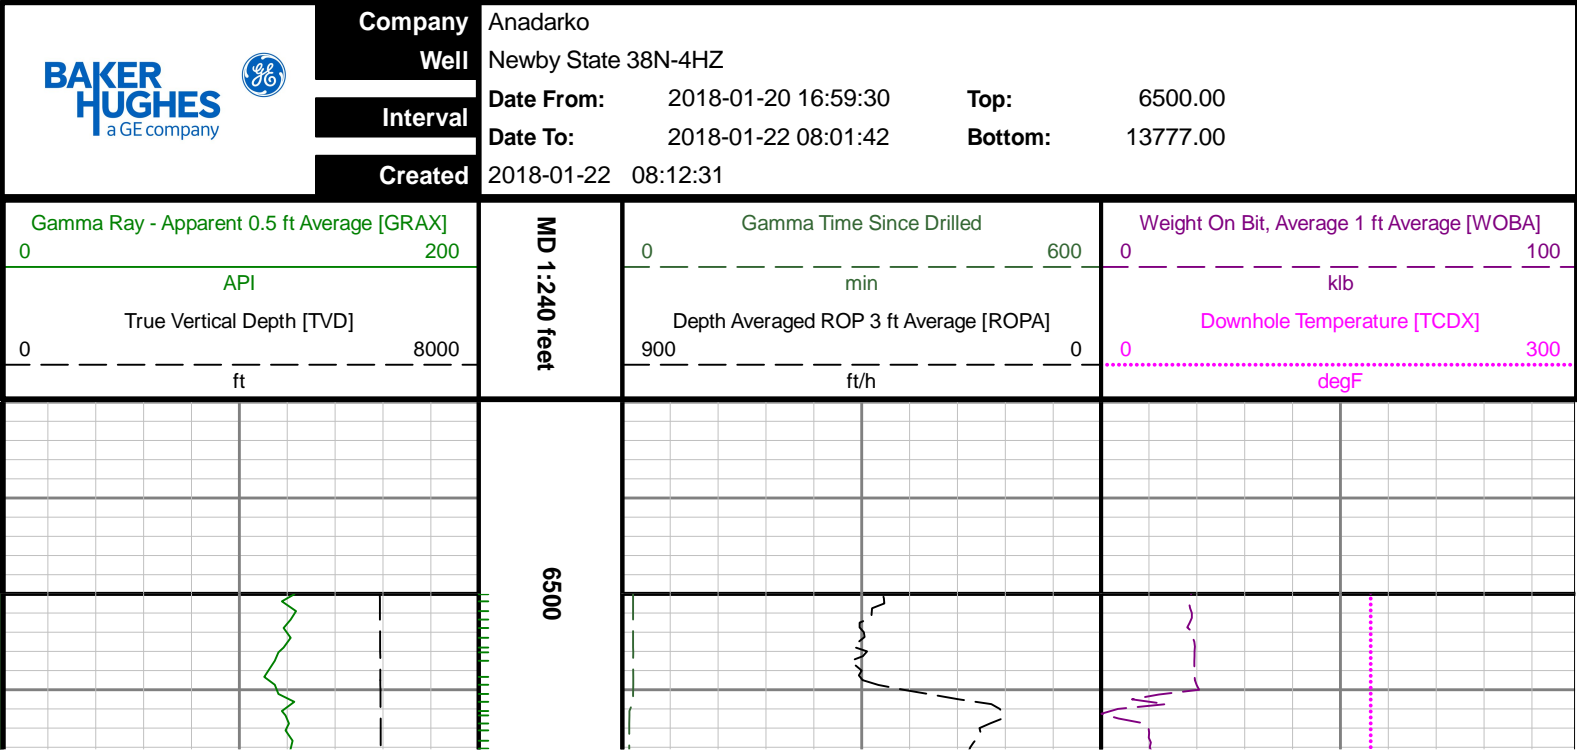 BAKER
HUGHES
a GE company
Company Anadarko
Well Newby State 38N-4HZ
Interval
Date From: 2018-01-20 16:59:30 Top: 6500.00
Date To: 2018-01-22 08:01:42 Bottom: 13777.00
Created 2018-01-22 08:12:31
Gamma Ray - Apparent 0.5 ft Average [GRAX]
0 200
API
True Vertical Depth [TVD]
0 8000
ft
MD 1:240 feet
Gamma Time Since Drilled
0 600
min
Depth Averaged ROP 3 ft Average [ROPA]
900 0
ft/h
Weight On Bit, Average 1 ft Average [WOBA]
0 100
klb
Downhole Temperature [TCDX]
0 300
degF
6500